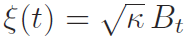 ξ(t) = √κ B_t